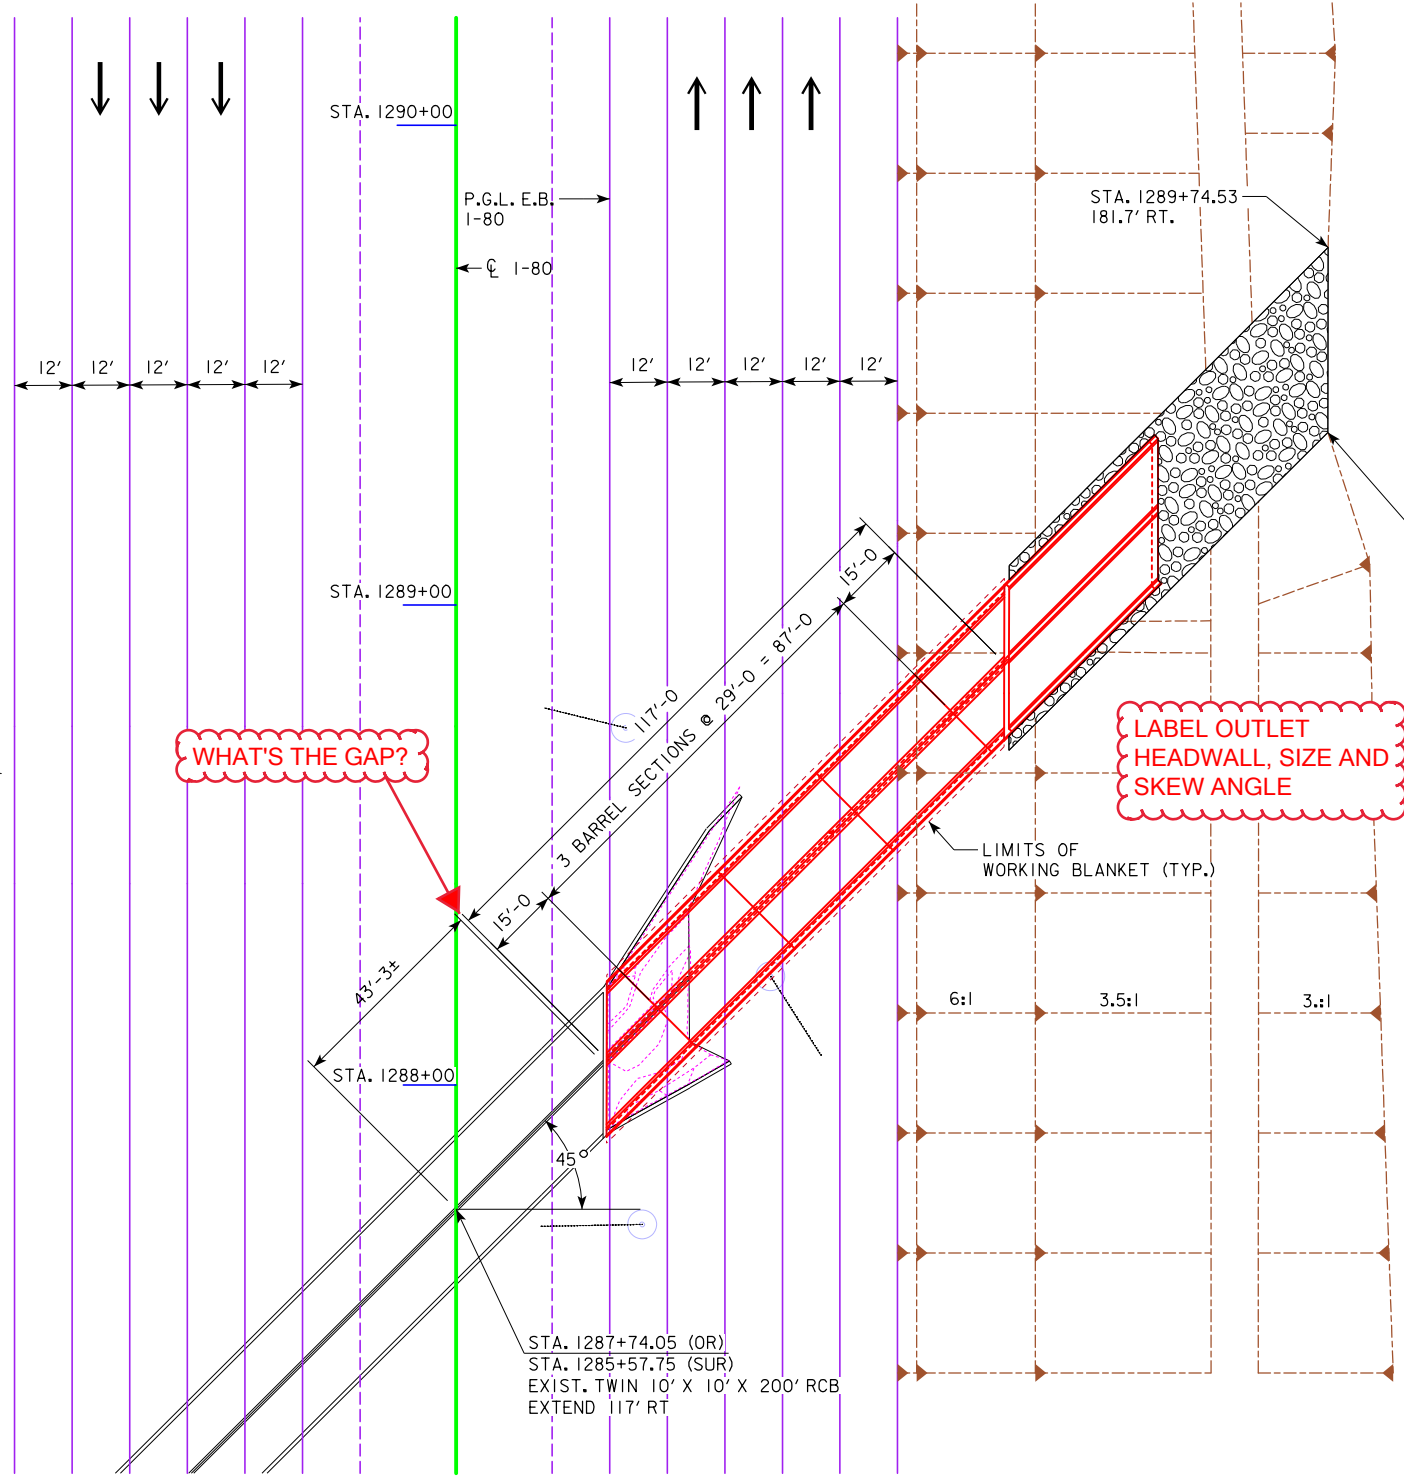 STA. 1290+00
P.G.L. E.B.
I-80
℄ I-80
STA. 1289+74.53
181.7' RT.
12' 12' 12' 12' 12'
12' 12' 12' 12' 12'
STA. 1289+00
15'-0
117'-0
3 BARREL SECTIONS @ 29'-0 = 87'-0
15'-0
WHAT'S THE GAP?
LABEL OUTLET
HEADWALL, SIZE AND
SKEW ANGLE
LIMITS OF
WORKING BLANKET (TYP.)
43'-3±
6:1
3.5:1
3.:1
STA. 1288+00
45°
STA. 1287+74.05 (OR)
STA. 1285+57.75 (SUR)
EXIST. TWIN 10' X 10' X 200' RCB
EXTEND 117' RT